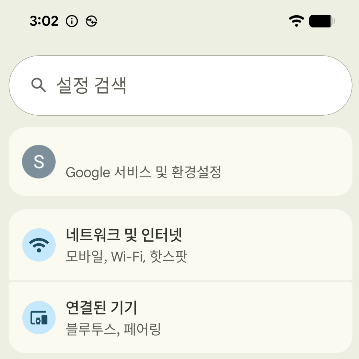 3:02
설정 검색
S
Google 서비스 및 환경설정
네트워크 및 인터넷
모바일, Wi-Fi, 핫스팟
연결된 기기
블루투스, 페어링